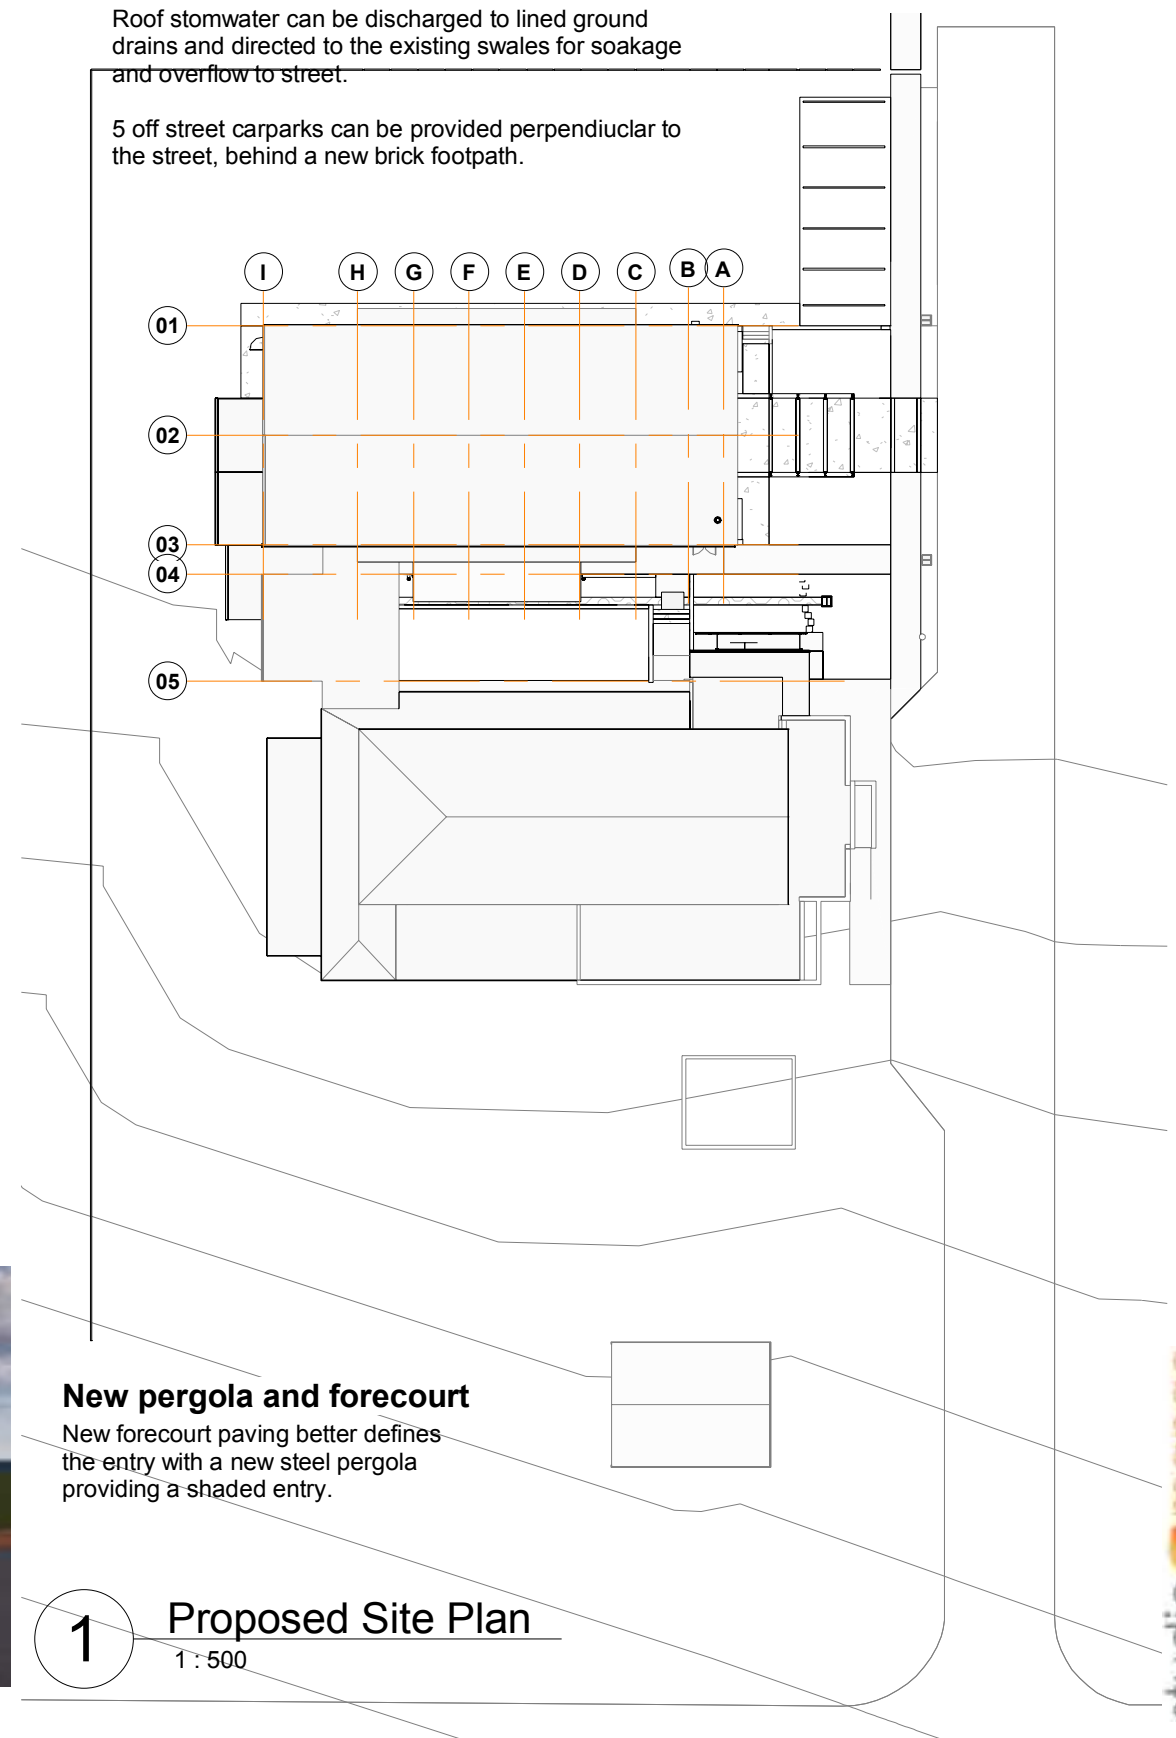 Roof stomwater can be discharged to lined ground
drains and directed to the existing swales for soakage
and overflow to street.
5 off street carparks can be provided perpendiuclar to
the street, behind a new brick footpath.
I H G F E D C B A
01
02
03
04
05
New pergola and forecourt
New forecourt paving better defines
the entry with a new steel pergola
providing a shaded entry.
1 Proposed Site Plan
1 : 500